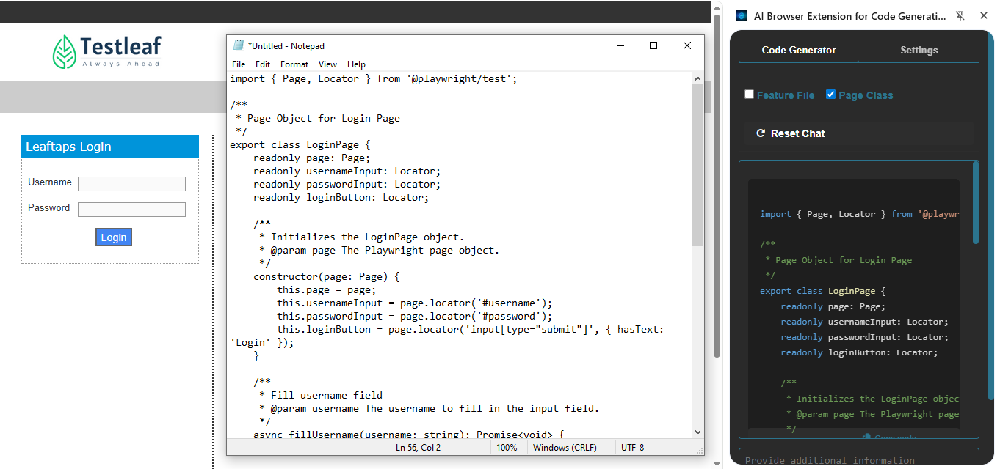 Testleaf
Always Ahead
Leaftaps Login
Username
Password
Login
*Untitled - Notepad
File Edit Format View Help
import { Page, Locator } from '@playwright/test';
/**
 * Page Object for Login Page
 */
export class LoginPage {
    readonly page: Page;
    readonly usernameInput: Locator;
    readonly passwordInput: Locator;
    readonly loginButton: Locator;
    /**
     * Initializes the LoginPage object.
     * @param page The Playwright page object.
     */
    constructor(page: Page) {
        this.page = page;
        this.usernameInput = page.locator('#username');
        this.passwordInput = page.locator('#password');
        this.loginButton = page.locator('input[type="submit"]', { hasText:
'Login' });
    }
    /**
     * Fill username field
     * @param username The username to fill in the input field.
     */
    async fillUsername(username: string): Promise<void> {
Ln 56, Col 2 100% Windows (CRLF) UTF-8
AI Browser Extension for Code Generati...
Code Generator Settings
Feature File Page Class
Reset Chat
import { Page, Locator } from '@playwr
/**
 * Page Object for Login Page
 */
export class LoginPage {
    readonly page: Page;
    readonly usernameInput: Locator;
    readonly passwordInput: Locator;
    readonly loginButton: Locator;
    /**
     * Initializes the LoginPage objec
     * @param page The Playwright page
     */
Copy code
Provide additional information